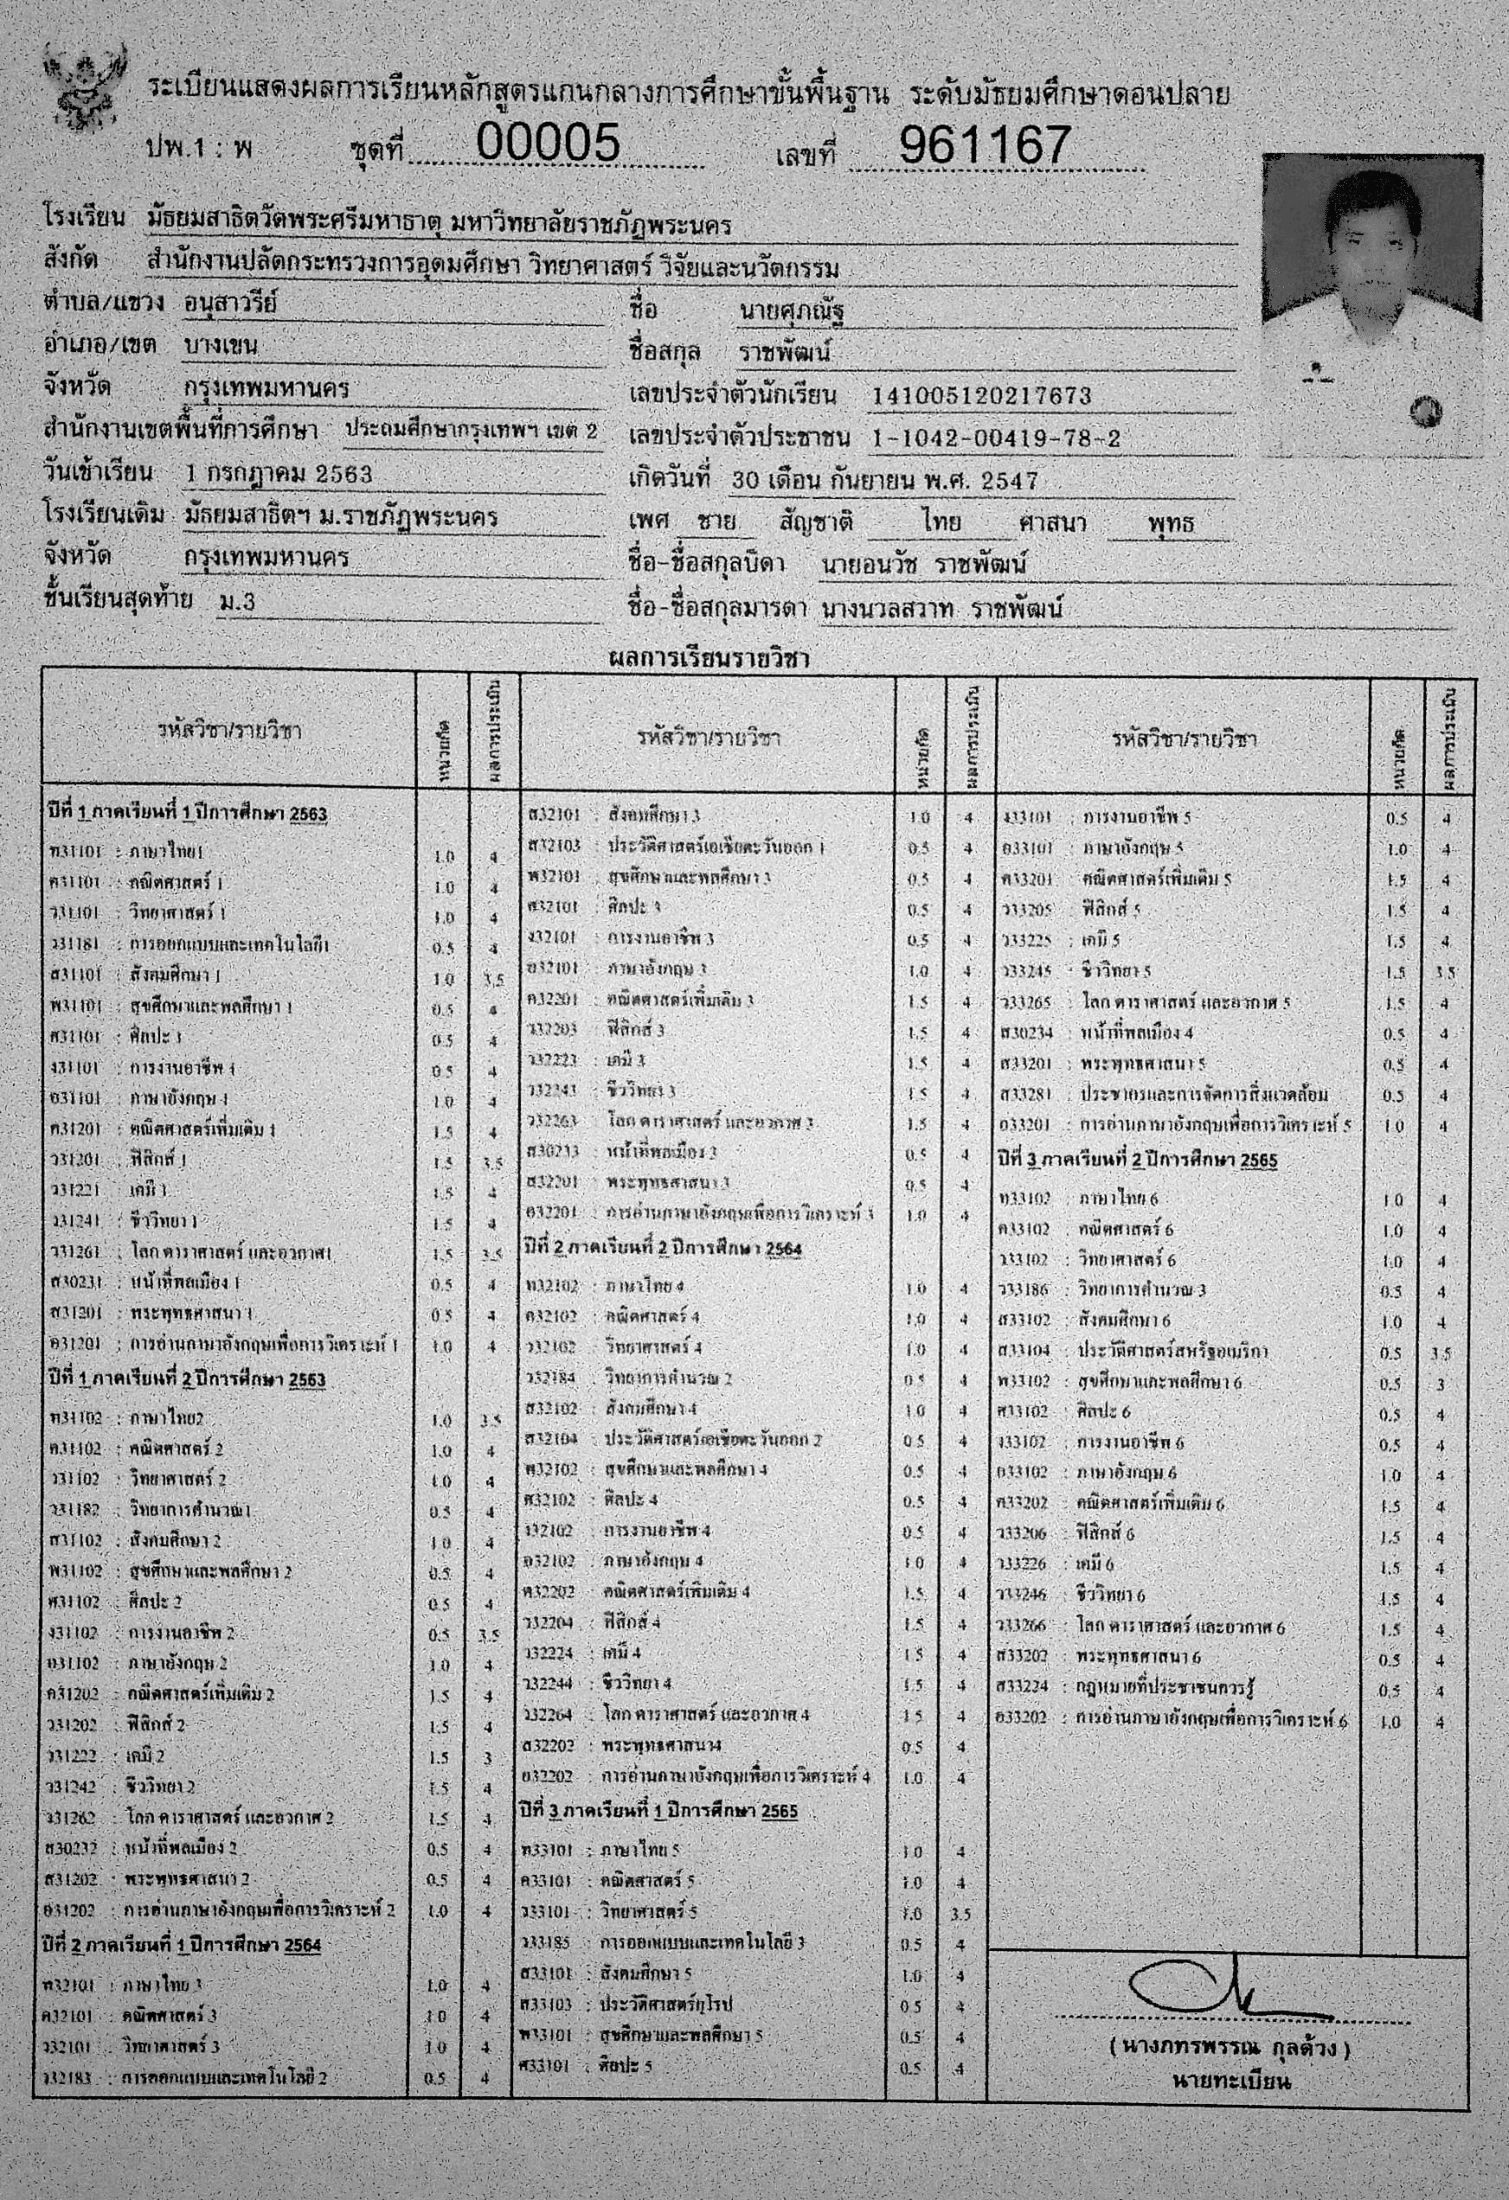 ระเบียนแสดงผลการเรียนหลักสูตรแกนกลางการศึกษาขั้นพื้นฐาน ระดับมัธยมศึกษาตอนปลาย
ปพ.1 : พ ชุดที่ 00005 เลขที่ 961167
โรงเรียน มัธยมสาธิตวัดพระศรีมหาธาตุ มหาวิทยาลัยราชภัฏพระนคร
สังกัด สำนักงานปลัดกระทรวงการอุดมศึกษา วิทยาศาสตร์ วิจัยและนวัตกรรม
ตำบล/แขวง อนุสาวรีย์
อำเภอ/เขต บางเขน
จังหวัด กรุงเทพมหานคร
สำนักงานเขตพื้นที่การศึกษา ประถมศึกษากรุงเทพฯ เขต 2
วันเข้าเรียน 1 กรกฎาคม 2563
โรงเรียนเดิม มัธยมสาธิตฯ ม.ราชภัฏพระนคร
จังหวัด กรุงเทพมหานคร
ชั้นเรียนสุดท้าย ม.3
ชื่อ นายศุภณัฐ
ชื่อสกุล ราชพัฒน์
เลขประจำตัวนักเรียน 141005120217673
เลขประจำตัวประชาชน 1-1042-00419-78-2
เกิดวันที่ 30 เดือน กันยายน พ.ศ. 2547
เพศ ชาย สัญชาติ ไทย ศาสนา พุทธ
ชื่อ-ชื่อสกุลบิดา นายอนวัช ราชพัฒน์
ชื่อ-ชื่อสกุลมารดา นางนวลสวาท ราชพัฒน์
ผลการเรียนรายวิชา
รหัสวิชา/รายวิชา หน่วยกิต ผลการประเมิน
ปีที่ 1 ภาคเรียนที่ 1 ปีการศึกษา 2563
ท31101 : ภาษาไทย1 1.0 4
ค31101 : คณิตศาสตร์ 1 1.0 4
ว31101 : วิทยาศาสตร์ 1 1.0 4
ว31181 : การออกแบบและเทคโนโลยี1 0.5 4
ส31101 : สังคมศึกษา 1 1.0 3.5
พ31101 : สุขศึกษาและพลศึกษา 1 0.5 4
ศ31101 : ศิลปะ 1 0.5 4
ง31101 : การงานอาชีพ 1 0.5 4
อ31101 : ภาษาอังกฤษ 1 1.0 4
ค31201 : คณิตศาสตร์เพิ่มเติม 1 1.5 4
ว31201 : ฟิสิกส์ 1 1.5 3.5
ว31221 : เคมี 1 1.5 4
ว31241 : ชีววิทยา 1 1.5 4
ว31261 : โลก ดาราศาสตร์ และอวกาศ1 1.5 3.5
ส30231 : หน้าที่พลเมือง 1 0.5 4
ส31201 : พระพุทธศาสนา 1 0.5 4
อ31201 : การอ่านภาษาอังกฤษเพื่อการวิเคราะห์ 1 1.0 4
ปีที่ 1 ภาคเรียนที่ 2 ปีการศึกษา 2563
ท31102 : ภาษาไทย2 1.0 3.5
ค31102 : คณิตศาสตร์ 2 1.0 4
ว31102 : วิทยาศาสตร์ 2 1.0 4
ว31182 : วิทยาการคำนวณ1 0.5 4
ส31102 : สังคมศึกษา 2 1.0 4
พ31102 : สุขศึกษาและพลศึกษา 2 0.5 4
ศ31102 : ศิลปะ 2 0.5 4
ง31102 : การงานอาชีพ 2 0.5 3.5
อ31102 : ภาษาอังกฤษ 2 1.0 4
ค31202 : คณิตศาสตร์เพิ่มเติม 2 1.5 4
ว31202 : ฟิสิกส์ 2 1.5 4
ว31222 : เคมี 2 1.5 3
ว31242 : ชีววิทยา 2 1.5 4
ว31262 : โลก ดาราศาสตร์ และอวกาศ 2 1.5 4
ส30232 : หน้าที่พลเมือง 2 0.5 4
ส31202 : พระพุทธศาสนา 2 0.5 4
อ31202 : การอ่านภาษาอังกฤษเพื่อการวิเคราะห์ 2 1.0 4
ปีที่ 2 ภาคเรียนที่ 1 ปีการศึกษา 2564
ท32101 : ภาษาไทย 3 1.0 4
ค32101 : คณิตศาสตร์ 3 1.0 4
ว32101 : วิทยาศาสตร์ 3 1.0 4
ว32183 : การออกแบบและเทคโนโลยี 2 0.5 4
รหัสวิชา/รายวิชา หน่วยกิต ผลการประเมิน
ส32101 : สังคมศึกษา 3 1.0 4
ส32103 : ประวัติศาสตร์เอเชียตะวันออก 1 0.5 4
พ32101 : สุขศึกษาและพลศึกษา 3 0.5 4
ศ32101 : ศิลปะ 3 0.5 4
ง32101 : การงานอาชีพ 3 0.5 4
อ32101 : ภาษาอังกฤษ 3 1.0 4
ค32201 : คณิตศาสตร์เพิ่มเติม 3 1.5 4
ว32203 : ฟิสิกส์ 3 1.5 4
ว32223 : เคมี 3 1.5 4
ว32243 : ชีววิทยา 3 1.5 4
ว32263 : โลก ดาราศาสตร์ และอวกาศ 3 1.5 4
ส30233 : หน้าที่พลเมือง 3 0.5 4
ส32201 : พระพุทธศาสนา 3 0.5 4
อ32201 : การอ่านภาษาอังกฤษเพื่อการวิเคราะห์ 3 1.0 4
ปีที่ 2 ภาคเรียนที่ 2 ปีการศึกษา 2564
ท32102 : ภาษาไทย 4 1.0 4
ค32102 : คณิตศาสตร์ 4 1.0 4
ว32102 : วิทยาศาสตร์ 4 1.0 4
ว32184 : วิทยาการคำนวณ 2 0.5 4
ส32102 : สังคมศึกษา 4 1.0 4
ส32104 : ประวัติศาสตร์เอเชียตะวันออก 2 0.5 4
พ32102 : สุขศึกษาและพลศึกษา 4 0.5 4
ศ32102 : ศิลปะ 4 0.5 4
ง32102 : การงานอาชีพ 4 0.5 4
อ32102 : ภาษาอังกฤษ 4 1.0 4
ค32202 : คณิตศาสตร์เพิ่มเติม 4 1.5 4
ว32204 : ฟิสิกส์ 4 1.5 4
ว32224 : เคมี 4 1.5 4
ว32244 : ชีววิทยา 4 1.5 4
ว32264 : โลก ดาราศาสตร์ และอวกาศ 4 1.5 4
ส32202 : พระพุทธศาสนา4 0.5 4
อ32202 : การอ่านภาษาอังกฤษเพื่อการวิเคราะห์ 4 1.0 4
ปีที่ 3 ภาคเรียนที่ 1 ปีการศึกษา 2565
ท33101 : ภาษาไทย 5 1.0 4
ค33101 : คณิตศาสตร์ 5 1.0 4
ว33101 : วิทยาศาสตร์ 5 1.0 3.5
ว33185 : การออกแบบและเทคโนโลยี 3 0.5 4
ส33101 : สังคมศึกษา 5 1.0 4
ส33103 : ประวัติศาสตร์ยุโรป 0.5 4
พ33101 : สุขศึกษาและพลศึกษา 5 0.5 4
ศ33101 : ศิลปะ 5 0.5 4
รหัสวิชา/รายวิชา หน่วยกิต ผลการประเมิน
ง33101 : การงานอาชีพ 5 0.5 4
อ33101 : ภาษาอังกฤษ 5 1.0 4
ค33201 : คณิตศาสตร์เพิ่มเติม 5 1.5 4
ว33205 : ฟิสิกส์ 5 1.5 4
ว33225 : เคมี 5 1.5 4
ว33245 : ชีววิทยา 5 1.5 3.5
ว33265 : โลก ดาราศาสตร์ และอวกาศ 5 1.5 4
ส30234 : หน้าที่พลเมือง 4 0.5 4
ส33201 : พระพุทธศาสนา 5 0.5 4
ส33281 : ประชากรและการจัดการสิ่งแวดล้อม 0.5 4
อ33201 : การอ่านภาษาอังกฤษเพื่อการวิเคราะห์ 5 1.0 4
ปีที่ 3 ภาคเรียนที่ 2 ปีการศึกษา 2565
ท33102 : ภาษาไทย 6 1.0 4
ค33102 : คณิตศาสตร์ 6 1.0 4
ว33102 : วิทยาศาสตร์ 6 1.0 4
ว33186 : วิทยาการคำนวณ 3 0.5 4
ส33102 : สังคมศึกษา 6 1.0 4
ส33104 : ประวัติศาสตร์สหรัฐอเมริกา 0.5 3.5
พ33102 : สุขศึกษาและพลศึกษา 6 0.5 3
ศ33102 : ศิลปะ 6 0.5 4
ง33102 : การงานอาชีพ 6 0.5 4
อ33102 : ภาษาอังกฤษ 6 1.0 4
ค33202 : คณิตศาสตร์เพิ่มเติม 6 1.5 4
ว33206 : ฟิสิกส์ 6 1.5 4
ว33226 : เคมี 6 1.5 4
ว33246 : ชีววิทยา 6 1.5 4
ว33266 : โลก ดาราศาสตร์ และอวกาศ 6 1.5 4
ส33202 : พระพุทธศาสนา 6 0.5 4
ส33224 : กฎหมายที่ประชาชนควรรู้ 0.5 4
อ33202 : การอ่านภาษาอังกฤษเพื่อการวิเคราะห์ 6 1.0 4
( นางภทรพรรณ กุลด้วง )
นายทะเบียน